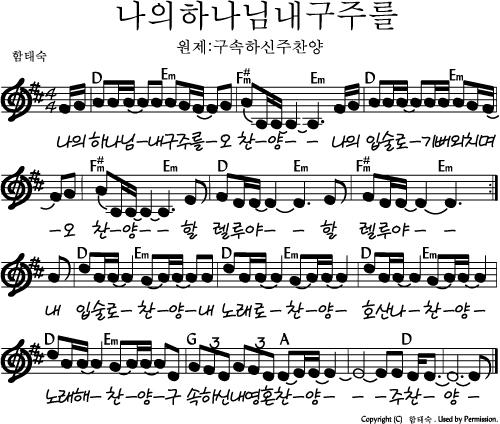 나의하나님내구주를
원제:구속하신주찬양
함태숙
D Em F#m Em D Em
나의 하나님-내구주를-오 찬-양- - 나의 입술로-기뻐외치며
F#m Em D Em F#m Em
-오 찬-양- - 할 렐루야- - 할 렐루야- -
D Em D Em D Em
내 입술로-찬-양-내 노래로-찬-양- 호산나-찬-양-
D Em G 3 3 A D
노래해-찬-양-구 속하신내영혼찬-양 - -주찬- 양 -
Copyright (C) 함태숙 . Used by Permission.